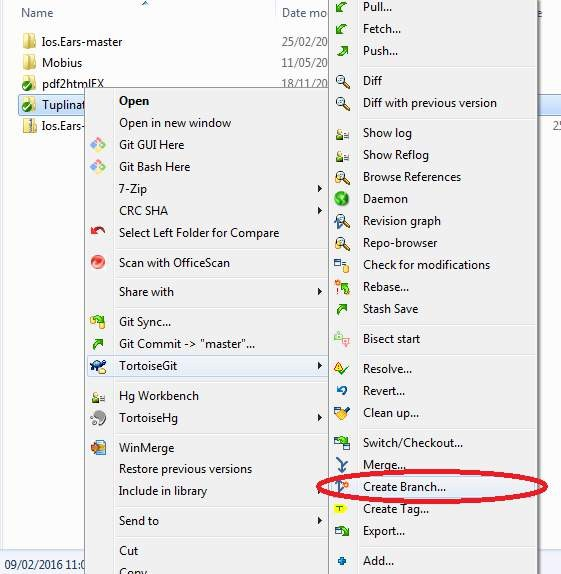 Name
Date mo
e
Ios.Ears-master
25/02/20
Mobius
11/05/20
pdf2htmlEX
18/11/20
Tuplinat
Ios.Ears-
25
Open
Open in new window
Git GUI Here
Git Bash Here
7-Zip
CRC SHA
Select Left Folder for Compare
Scan with OfficeScan
Share with
Git Sync...
Git Commit -> "master"...
TortoiseGit
Hg Workbench
TortoiseHg
WinMerge
Restore previous versions
Include in library
Send to
Cut
Copy
Pull...
Fetch...
Push...
Diff
Diff with previous version
Show log
Show Reflog
Browse References
Daemon
Revision graph
Repo-browser
Check for modifications
Rebase...
Stash Save
Bisect start
Resolve...
Revert...
Clean up...
Switch/Checkout...
Merge...
Create Branch...
Create Tag...
Export...
Add...
09/02/2016 11:0